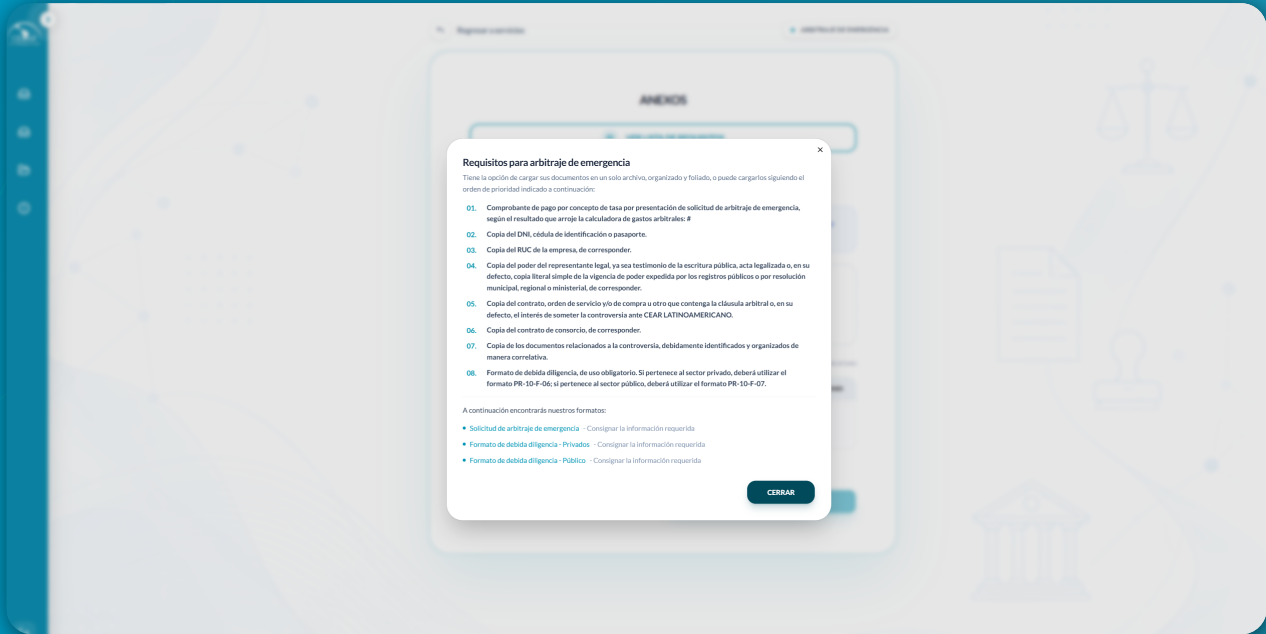 Regresar a servicios
ARBITRAJE DE EMERGENCIA
ANEXOS
Requisitos para arbitraje de emergencia
Tiene la opción de cargar sus documentos en un solo archivo, organizado y foliado, o puede cargarlos siguiendo el
orden de prioridad indicado a continuación:
01. Comprobante de pago por concepto de tasa por presentación de solicitud de arbitraje de emergencia,
según el resultado que arroje la calculadora de gastos arbitrales: #
02. Copia del DNI, cédula de identificación o pasaporte.
03. Copia del RUC de la empresa, de corresponder.
04. Copia del poder del representante legal, ya sea testimonio de la escritura pública, acta legalizada o, en su
defecto, copia literal simple de la vigencia de poder expedida por los registros públicos o por resolución
municipal, regional o ministerial, de corresponder.
05. Copia del contrato, orden de servicio y/o de compra u otro que contenga la cláusula arbitral o, en su
defecto, el interés de someter la controversia ante CEAR LATINOAMERICANO.
06. Copia del contrato de consorcio, de corresponder.
07. Copia de los documentos relacionados a la controversia, debidamente identificados y organizados de
manera correlativa.
08. Formato de debida diligencia, de uso obligatorio. Si pertenece al sector privado, deberá utilizar el
formato PR-10-F-06; si pertenece al sector público, deberá utilizar el formato PR-10-F-07.
A continuación encontrarás nuestros formatos:
Solicitud de arbitraje de emergencia - Consignar la información requerida
Formato de debida diligencia - Privados - Consignar la información requerida
Formato de debida diligencia - Público - Consignar la información requerida
CERRAR